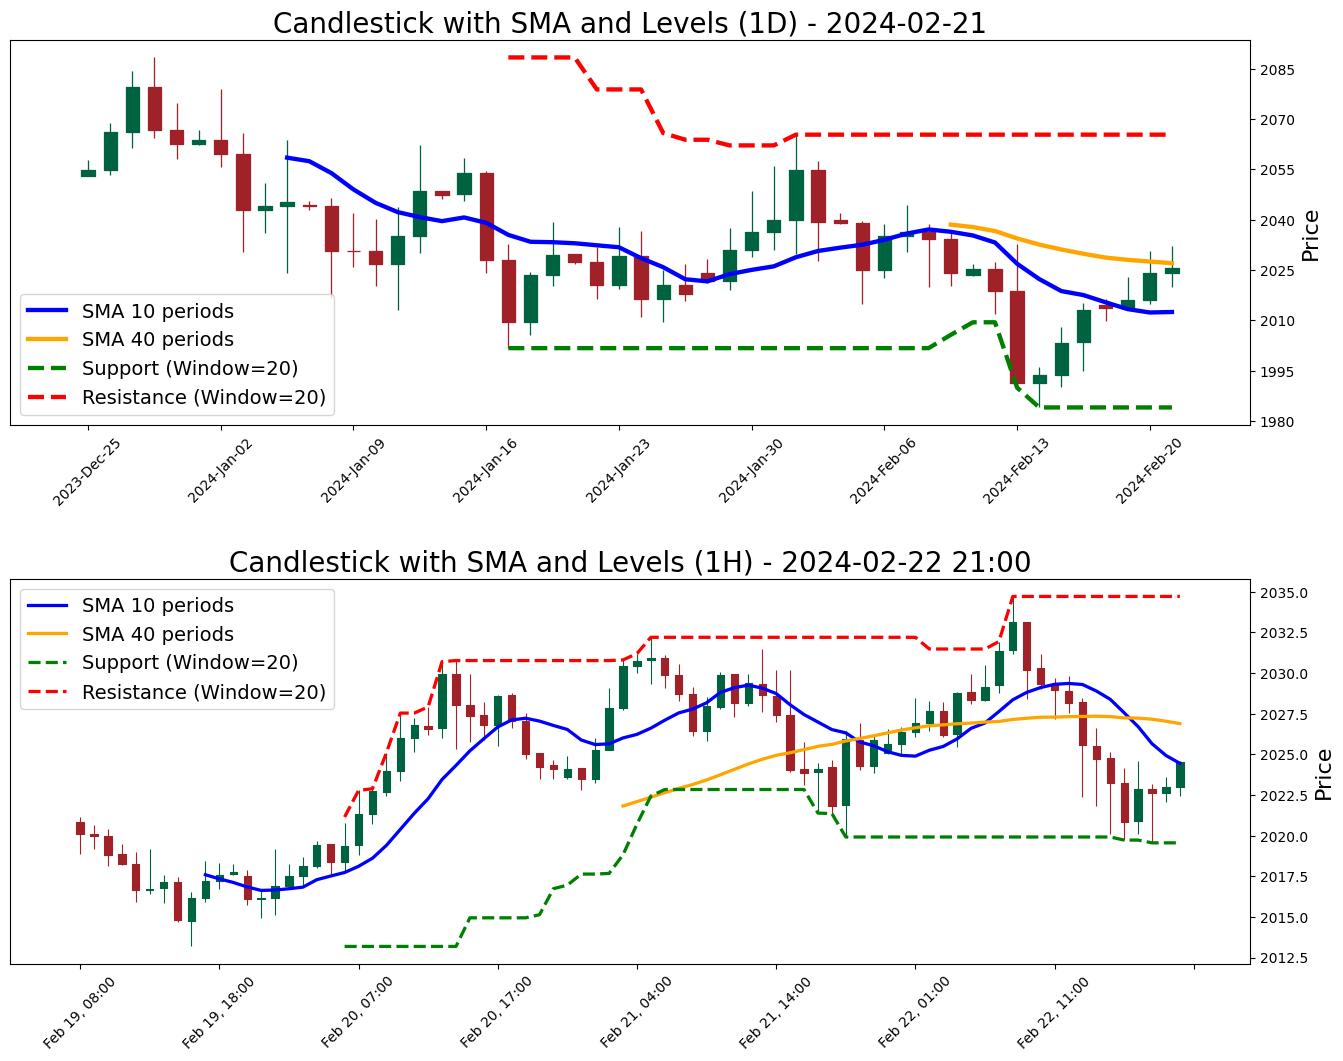 Candlestick with SMA and Levels (1D) - 2024-02-21
2085
2070
2055
2040
2025
2010
1995
1980
Price
SMA 10 periods
SMA 40 periods
Support (Window=20)
Resistance (Window=20)
2023-Dec-25
2024-Jan-02
2024-Jan-09
2024-Jan-16
2024-Jan-23
2024-Jan-30
2024-Feb-06
2024-Feb-13
2024-Feb-20
Candlestick with SMA and Levels (1H) - 2024-02-22 21:00
SMA 10 periods
SMA 40 periods
Support (Window=20)
Resistance (Window=20)
2035.0
2032.5
2030.0
2027.5
2025.0
2022.5
2020.0
2017.5
2015.0
2012.5
Price
Feb 19, 08:00
Feb 19, 18:00
Feb 20, 07:00
Feb 20, 17:00
Feb 21, 04:00
Feb 21, 14:00
Feb 22, 01:00
Feb 22, 11:00